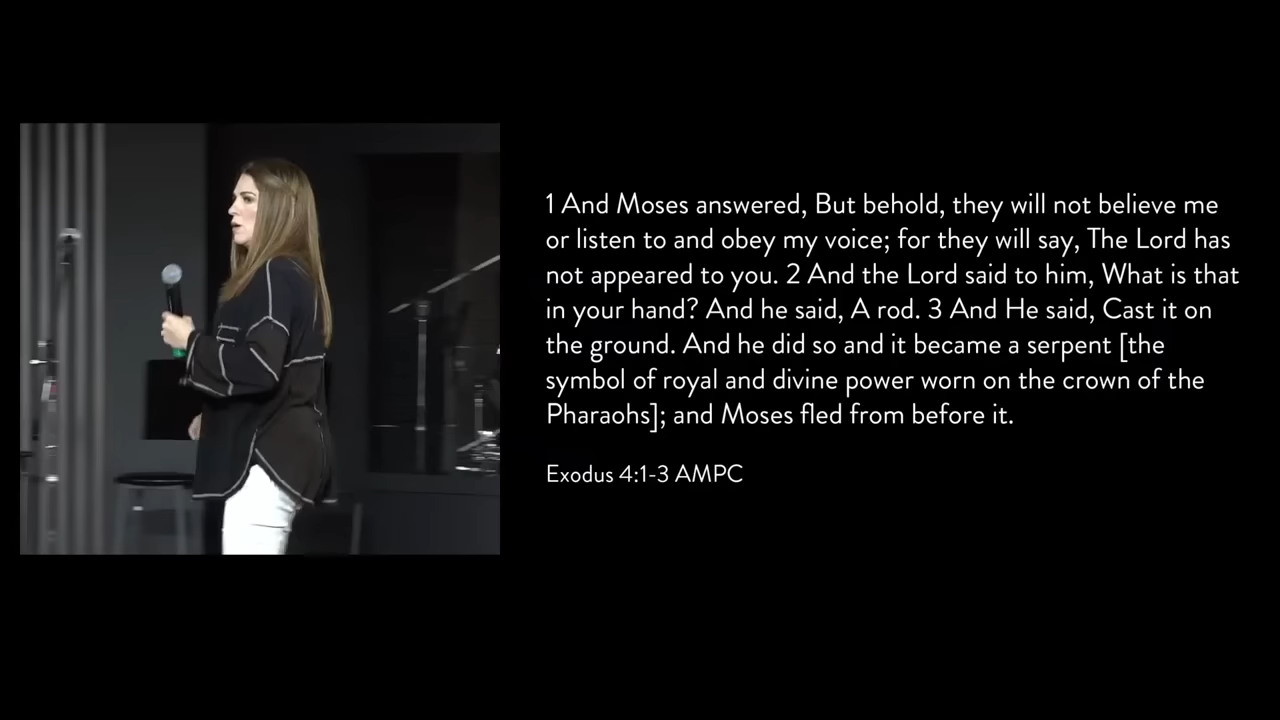 1 And Moses answered, But behold, they will not believe me
or listen to and obey my voice; for they will say, The Lord has
not appeared to you. 2 And the Lord said to him, What is that
in your hand? And he said, A rod. 3 And He said, Cast it on
the ground. And he did so and it became a serpent [the
symbol of royal and divine power worn on the crown of the
Pharaohs]; and Moses fled from before it.
Exodus 4:1-3 AMPC